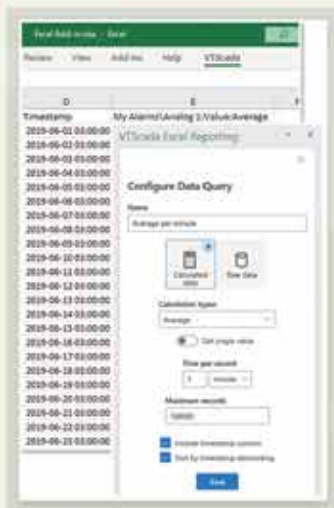 Review View Add-ins Help VTScada
D E F
Timestamp My Alarms\Analog 1:Value:Average
2019-06-01 03:00:00
2019-06-02 03:00:00
2019-06-03 03:00:00
2019-06-04 03:00:00
2019-06-05 03:00:00
2019-06-06 03:00:00
2019-06-07 03:00:00
2019-06-08 03:00:00
2019-06-09 03:00:00
2019-06-10 03:00:00
2019-06-11 03:00:00
2019-06-12 03:00:00
2019-06-13 03:00:00
2019-06-14 03:00:00
2019-06-15 03:00:00
2019-06-16 03:00:00
2019-06-17 03:00:00
2019-06-18 03:00:00
2019-06-19 03:00:00
2019-06-20 03:00:00
2019-06-21 03:00:00
2019-06-22 03:00:00
2019-06-23 03:00:00
VTScada Excel Reporting
Configure Data Query
Name
Average per minute
Calculated data Raw Data
Calculation types
Average
Get single value
Time per record
1 minute
Maximum records
Include timestamp column
Sort by timestamp descending
Save